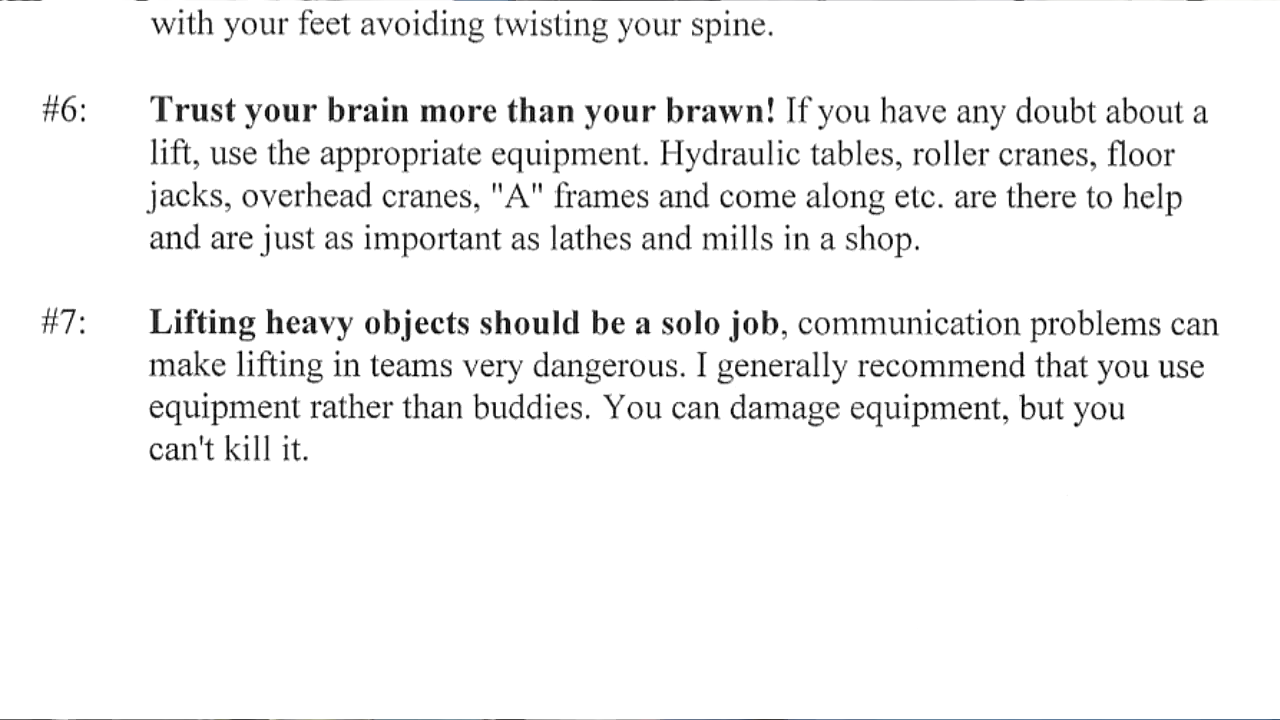 with your feet avoiding twisting your spine.
#6: Trust your brain more than your brawn! If you have any doubt about a
lift, use the appropriate equipment. Hydraulic tables, roller cranes, floor
jacks, overhead cranes, "A" frames and come along etc. are there to help
and are just as important as lathes and mills in a shop.
#7: Lifting heavy objects should be a solo job, communication problems can
make lifting in teams very dangerous. I generally recommend that you use
equipment rather than buddies. You can damage equipment, but you
can't kill it.